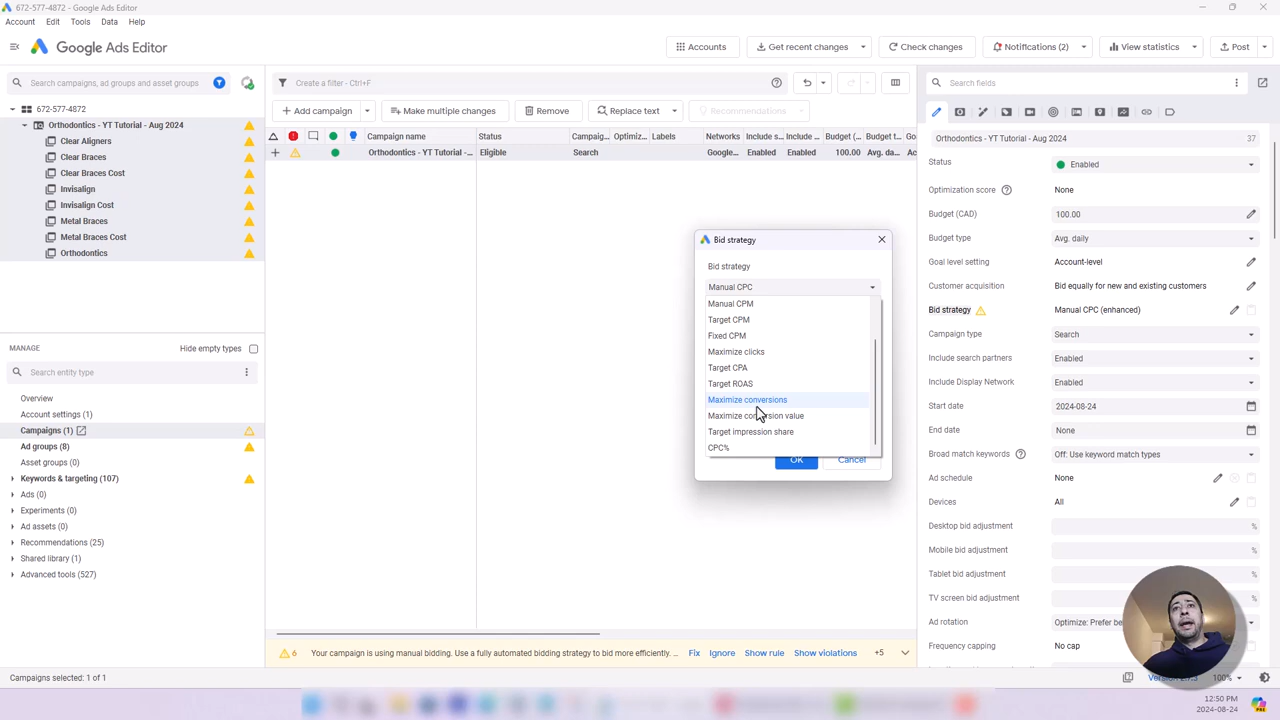 672-577-4872
Account Edit Tools Data Help
Google Ads Editor
Accounts Get recent changes Check changes Notifications (2) View statistics Post
Search campaigns, ad groups and asset groups
Create a filter - Ctrl+F
Search fields
672-577-4872
Orthodontics - YT Tutorial - Aug 2024
Clear Aligners
Clear Braces
Clear Braces Cost
Invisalign
Invisalign Cost
Metal Braces
Metal Braces Cost
Orthodontics
MANAGE Hide empty types
Search entity type
Overview
Account settings (1)
Campaigns (1)
Ad groups (8)
Asset groups (0)
Keywords & targeting (107)
Ads (0)
Experiments (0)
Ad assets (0)
Recommendations (25)
Shared library (1)
Advanced tools (527)
Add campaign Make multiple changes Remove Replace text Recommendations
Campaign name Status Campaig... Optimiz... Labels Networks Include s... Include ... Budget (... Budget t... Go
Orthodontics - YT Tutorial -... Eligible Search Google... Enabled Enabled 100.00 Avg. da... Ac
Bid strategy
Bid strategy
Manual CPC
Manual CPM
Target CPM
Fixed CPM
Maximize clicks
Target CPA
Target ROAS
Maximize conversions
Maximize conversion value
Target impression share
CPC%
OK Cancel
Orthodontics - YT Tutorial - Aug 2024 37
Status Enabled
Optimization score None
Budget (CAD) 100.00
Budget type Avg. daily
Goal level setting Account-level
Customer acquisition Bid equally for new and existing customers
Bid strategy Manual CPC (enhanced)
Campaign type Search
Include search partners Enabled
Include Display Network Enabled
Start date 2024-08-24
End date None
Broad match keywords Off: Use keyword match types
Ad schedule None
Devices All
Desktop bid adjustment %
Mobile bid adjustment %
Tablet bid adjustment %
TV screen bid adjustment %
Ad rotation Optimize: Prefer be
Frequency capping No cap
6 Your campaign is using manual bidding. Use a fully automated bidding strategy to bid more efficiently. ... Fix Ignore Show rule Show violations +5
Campaigns selected: 1 of 1
100%
12:50 PM
2024-08-24